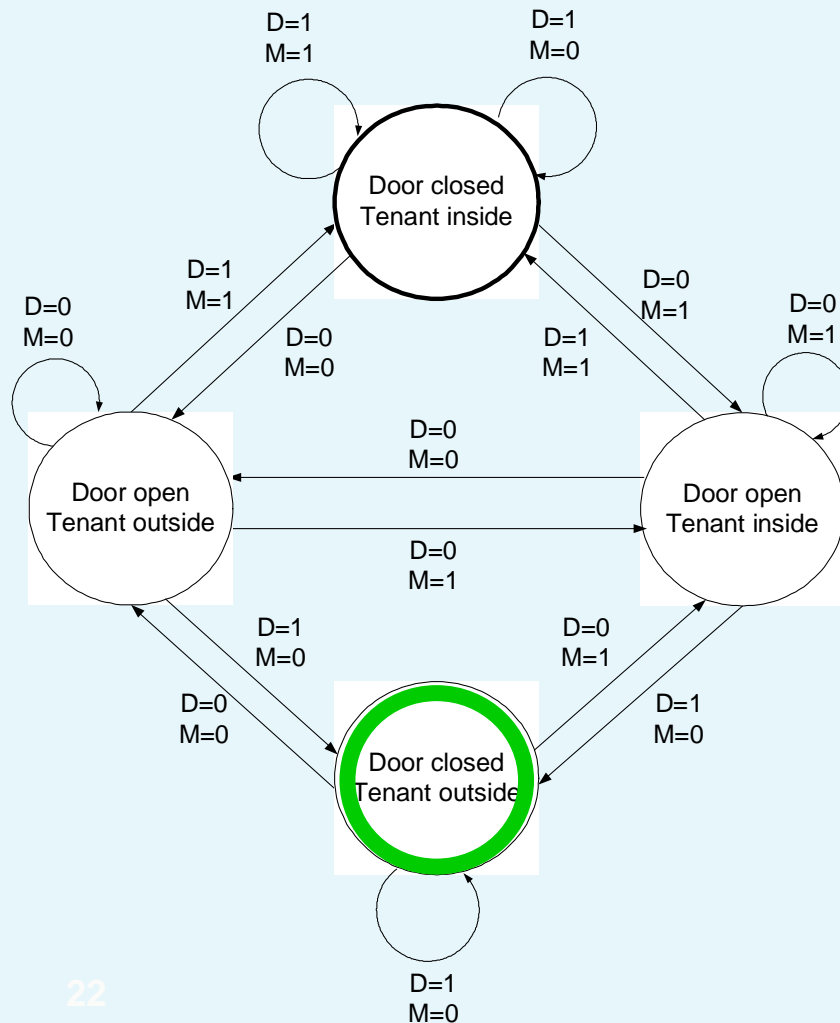 D=1
M=1
D=1
M=0
Door closed
Tenant inside
D=1
M=1
D=0
M=1
D=0
M=0
D=0
M=1
D=0
M=0
D=1
M=1
D=0
M=0
Door open
Tenant outside
Door open
Tenant inside
D=0
M=1
D=1
M=0
D=0
M=1
D=0
M=0
D=1
M=0
Door closed
Tenant outside
D=1
M=0
22